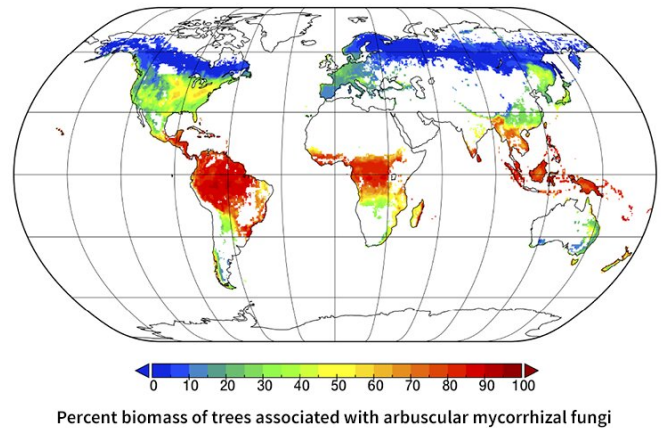 0 10 20 30 40 50 60 70 80 90 100
Percent biomass of trees associated with arbuscular mycorrhizal fungi